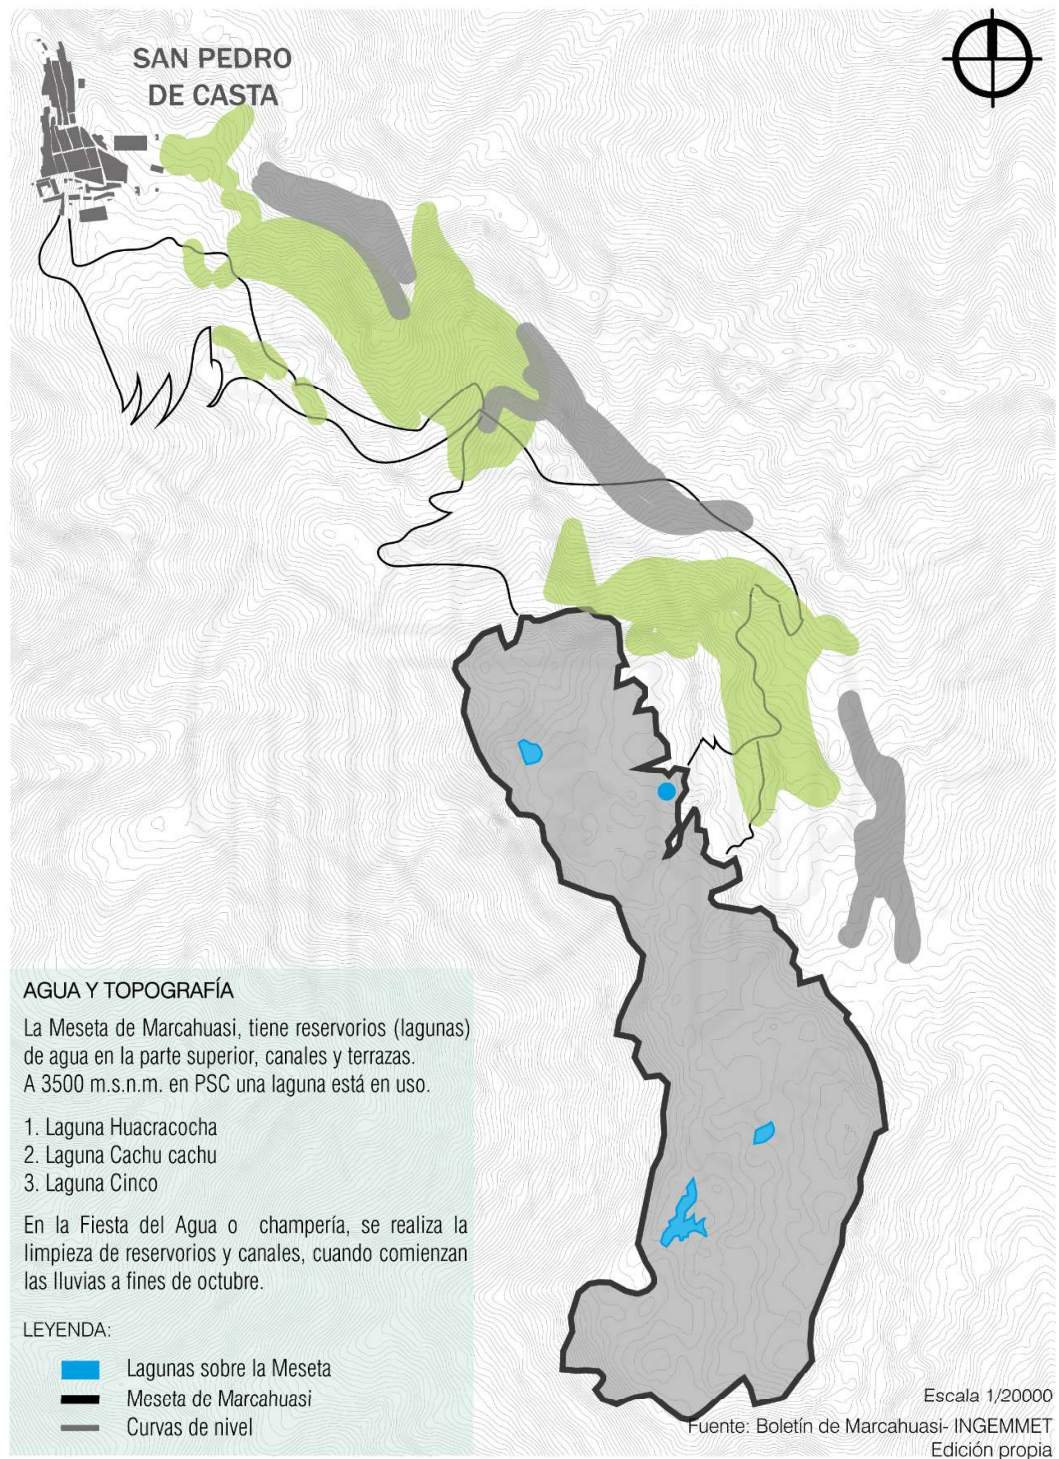 SAN PEDRO
DE CASTA
AGUA Y TOPOGRAFÍA
La Meseta de Marcahuasi, tiene reservorios (lagunas)
de agua en la parte superior, canales y terrazas.
A 3500 m.s.n.m. en PSC una laguna está en uso.
1. Laguna Huacracocha
2. Laguna Cachu cachu
3. Laguna Cinco
En la Fiesta del Agua o champería, se realiza la
limpieza de reservorios y canales, cuando comienzan
las lluvias a fines de octubre.
LEYENDA:
Lagunas sobre la Meseta
Meseta de Marcahuasi
Curvas de nivel
Escala 1/20000
Fuente: Boletín de Marcahuasi- INGEMMET
Edición propia